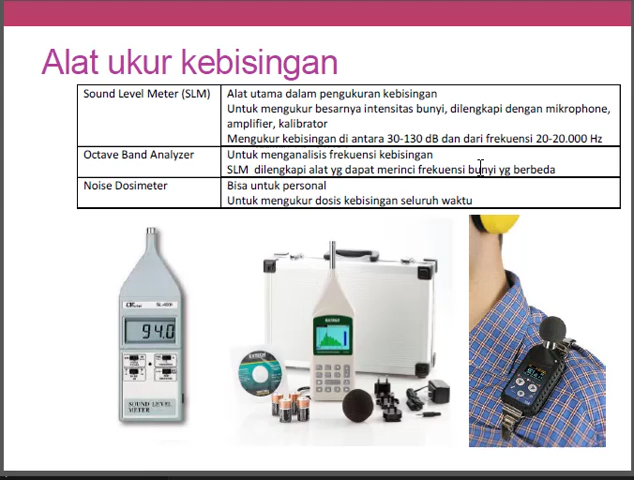 Alat ukur kebisingan
Sound Level Meter (SLM)
Alat utama dalam pengukuran kebisingan
Untuk mengukur besarnya intensitas bunyi, dilengkapi dengan mikrophone,
amplifier, kalibrator
Mengukur kebisingan di antara 30-130 dB dan dari frekuensi 20-20.000 Hz
Octave Band Analyzer
Untuk menganalisis frekuensi kebisingan
SLM dilengkapi alat yg dapat merinci frekuensi bunyi yg berbeda
Noise Dosimeter
Bisa untuk personal
Untuk mengukur dosis kebisingan seluruh waktu
94.0
SOUND LEVEL
METER